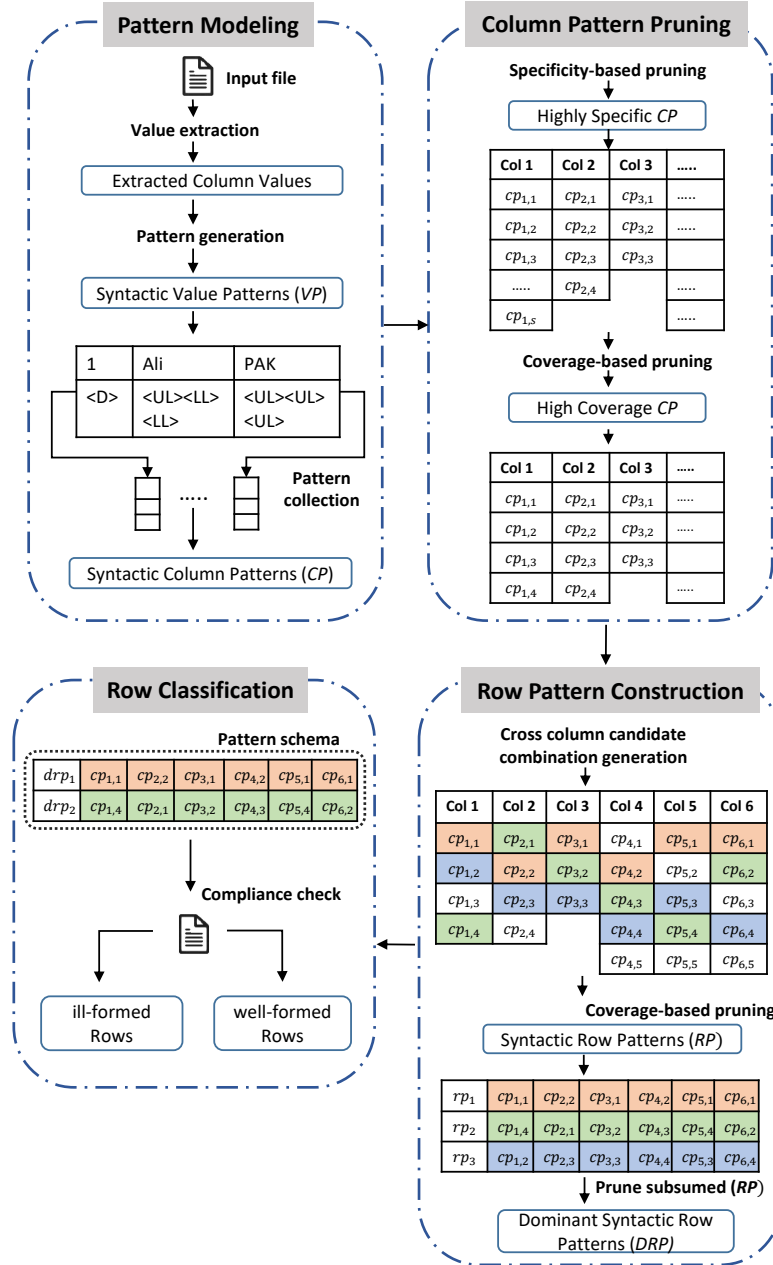 Pattern Modeling
Input file
Value extraction
Extracted Column Values
Pattern generation
Syntactic Value Patterns (VP)
1 Ali PAK
<D> <UL><LL> <UL><UL>
<LL> <UL>
.....
Pattern
collection
Syntactic Column Patterns (CP)
Column Pattern Pruning
Specificity-based pruning
Highly Specific CP
Col 1 Col 2 Col 3 .....
cp1,1 cp2,1 cp3,1 .....
cp1,2 cp2,2 cp3,2 .....
cp1,3 cp2,3 cp3,3
..... cp2,4 .....
cp1,s .....
Coverage-based pruning
High Coverage CP
Col 1 Col 2 Col 3 .....
cp1,1 cp2,1 cp3,1 .....
cp1,2 cp2,2 cp3,2 .....
cp1,3 cp2,3 cp3,3
cp1,4 cp2,4 .....
Row Classification
Pattern schema
drp1 cp1,1 cp2,2 cp3,1 cp4,2 cp5,1 cp6,1
drp2 cp1,4 cp2,1 cp3,2 cp4,3 cp5,4 cp6,2
Compliance check
ill-formed
Rows
well-formed
Rows
Row Pattern Construction
Cross column candidate
combination generation
Col 1 Col 2 Col 3 Col 4 Col 5 Col 6
cp1,1 cp2,1 cp3,1 cp4,1 cp5,1 cp6,1
cp1,2 cp2,2 cp3,2 cp4,2 cp5,2 cp6,2
cp1,3 cp2,3 cp3,3 cp4,3 cp5,3 cp6,3
cp1,4 cp2,4 cp4,4 cp5,4 cp6,4
cp4,5 cp5,5 cp6,5
Coverage-based pruning
Syntactic Row Patterns (RP)
rp1 cp1,1 cp2,2 cp3,1 cp4,2 cp5,1 cp6,1
rp2 cp1,4 cp2,1 cp3,2 cp4,3 cp5,4 cp6,2
rp3 cp1,2 cp2,3 cp3,3 cp4,4 cp5,3 cp6,4
Prune subsumed (RP)
Dominant Syntactic Row
Patterns (DRP)